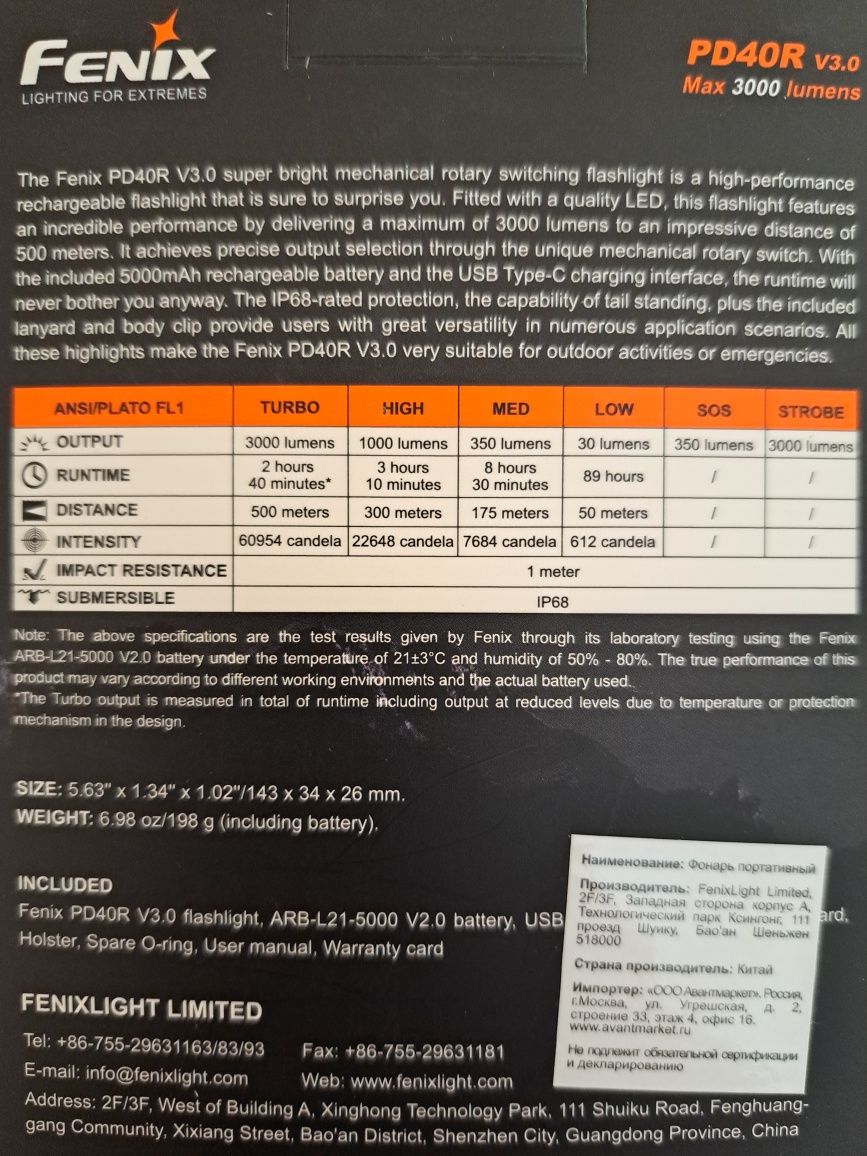 FENIX
LIGHTING FOR EXTREMES
PD40R V3.0
Max 3000 lumens
The Fenix PD40R V3.0 super bright mechanical rotary switching flashlight is a high-performance
rechargeable flashlight that is sure to surprise you. Fitted with a quality LED, this flashlight features
an incredible performance by delivering a maximum of 3000 lumens to an impressive distance of
500 meters. It achieves precise output selection through the unique mechanical rotary switch. With
the included 5000mAh rechargeable battery and the USB Type-C charging interface, the runtime will
never bother you anyway. The IP68-rated protection, the capability of tail standing, plus the included
lanyard and body clip provide users with great versatility in numerous application scenarios. All
these highlights make the Fenix PD40R V3.0 very suitable for outdoor activities or emergencies.
ANSI/PLATO FL1 TURBO HIGH MED LOW SOS STROBE
OUTPUT 3000 lumens 1000 lumens 350 lumens 30 lumens 350 lumens 3000 lumens
RUNTIME 2 hours 40 minutes* 3 hours 10 minutes 8 hours 30 minutes 89 hours / /
DISTANCE 500 meters 300 meters 175 meters 50 meters / /
INTENSITY 60954 candela 22648 candela 7684 candela 612 candela / /
IMPACT RESISTANCE 1 meter
SUBMERSIBLE IP68
Note: The above specifications are the test results given by Fenix through its laboratory testing using the Fenix
ARB-L21-5000 V2.0 battery under the temperature of 21±3°C and humidity of 50% - 80%. The true performance of this
product may vary according to different working environments and the actual battery used.
*The Turbo output is measured in total of runtime including output at reduced levels due to temperature or protection
mechanism in the design.
SIZE: 5.63" x 1.34" x 1.02"/143 x 34 x 26 mm.
WEIGHT: 6.98 oz/198 g (including battery).
INCLUDED
Fenix PD40R V3.0 flashlight, ARB-L21-5000 V2.0 battery, USB ard,
Holster, Spare O-ring, User manual, Warranty card
FENIXLIGHT LIMITED
Tel: +86-755-29631163/83/93 Fax: +86-755-29631181
E-mail: info@fenixlight.com Web: www.fenixlight.com
Address: 2F/3F, West of Building A, Xinghong Technology Park, 111 Shuiku Road, Fenghuang-
gang Community, Xixiang Street, Bao'an District, Shenzhen City, Guangdong Province, China
Наименование: Фонарь портативный
Производитель: FenixLight Limited,
2F/3F, Западная сторона корпус А,
Технологический парк Ксингонг, 111
проезд Шуику, Бао'ан Шеньжен
518000
Страна производитель: Китай
Импортер: «ООО Авантмаркет». Россия,
г.Москва, ул. Угрешская, д. 2,
строение 33, этаж 4, офис 16.
www.avantmarket.ru
Не подлежит обязательной сертификации
и декларированию